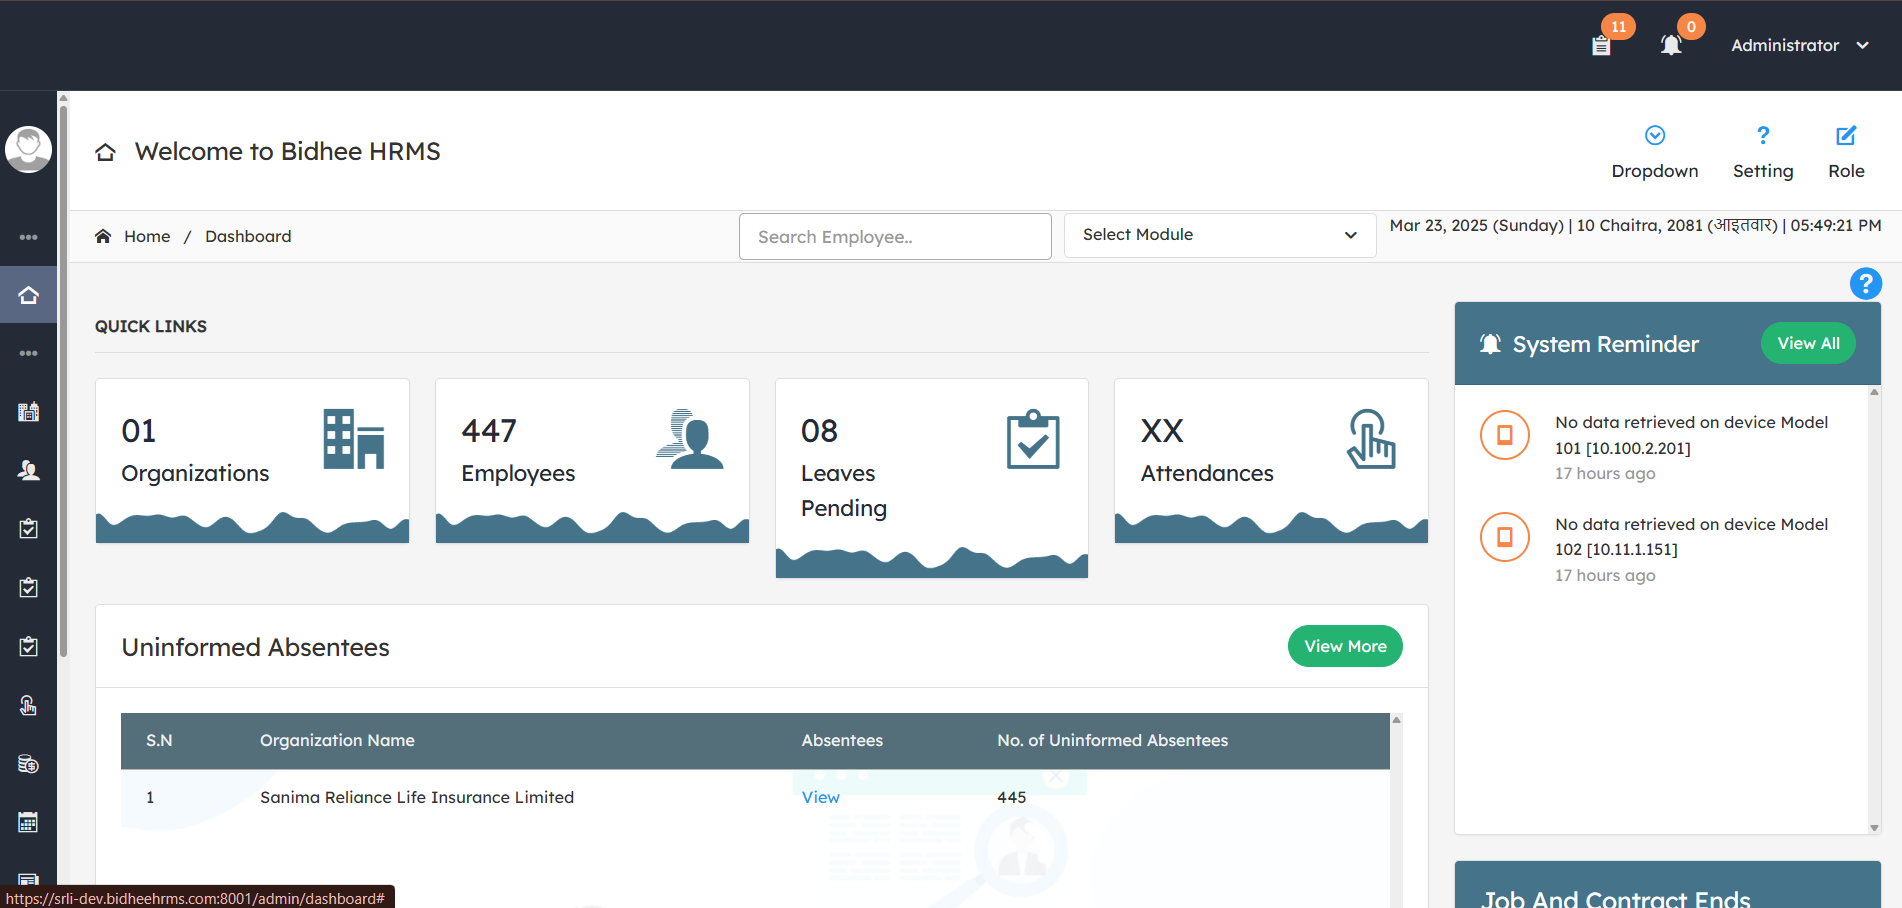 11
0
Administrator
Welcome to Bidhee HRMS
Dropdown
Setting
Role
Home / Dashboard
Search Employee..
Select Module
Mar 23, 2025 (Sunday) | 10 Chaitra, 2081 (आइतवार) | 05:49:21 PM
?
QUICK LINKS
01
Organizations
447
Employees
08
Leaves
Pending
XX
Attendances
System Reminder
View All
No data retrieved on device Model
101 [10.100.2.201]
17 hours ago
No data retrieved on device Model
102 [10.11.1.151]
17 hours ago
Uninformed Absentees
View More
S.N Organization Name Absentees No. of Uninformed Absentees
1 Sanima Reliance Life Insurance Limited View 445
Job And Contract Ends
https://srli-dev.bidheehrms.com:8001/admin/dashboard#